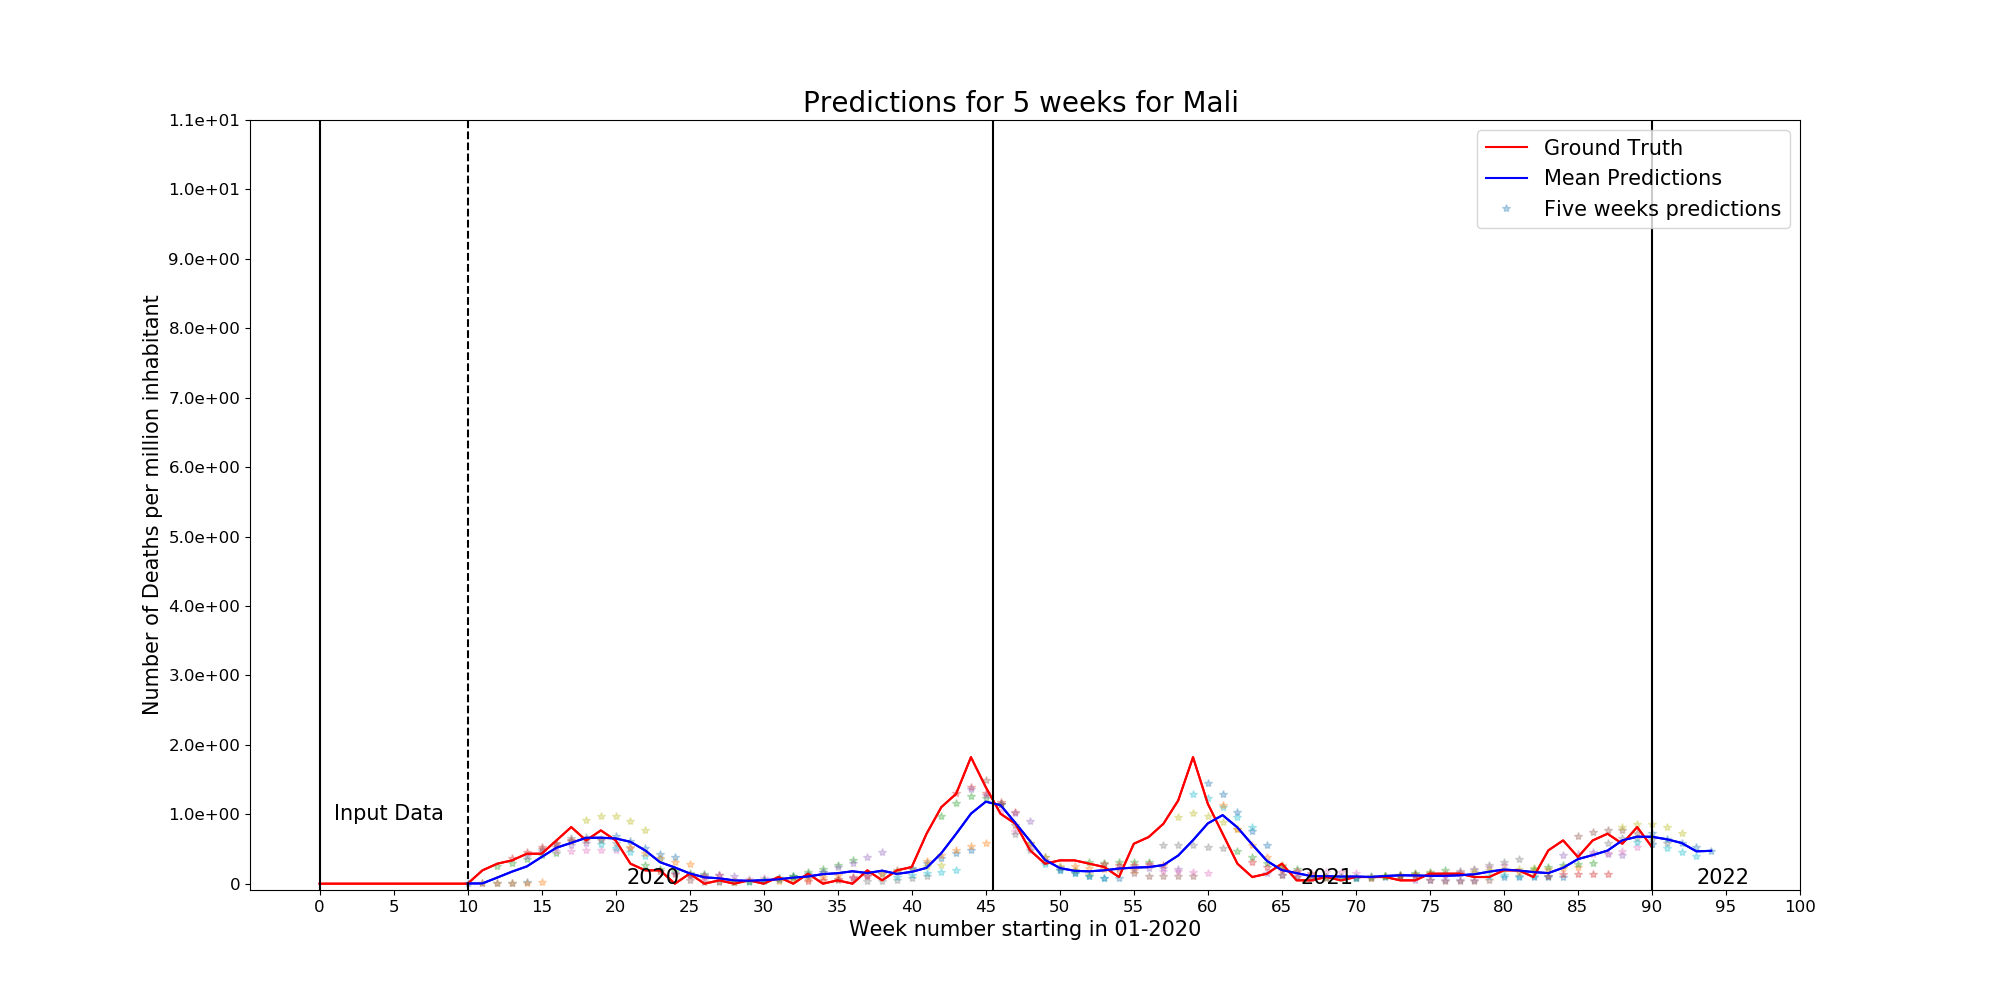 Predictions for 5 weeks for Mali
1.1e+01
1.0e+01
9.0e+00
8.0e+00
7.0e+00
6.0e+00
5.0e+00
4.0e+00
3.0e+00
2.0e+00
1.0e+00
0
Number of Deaths per million inhabitant
Ground Truth
Mean Predictions
Five weeks predictions
Input Data
2020
2021
2022
0 5 10 15 20 25 30 35 40 45 50 55 60 65 70 75 80 85 90 95 100
Week number starting in 01-2020